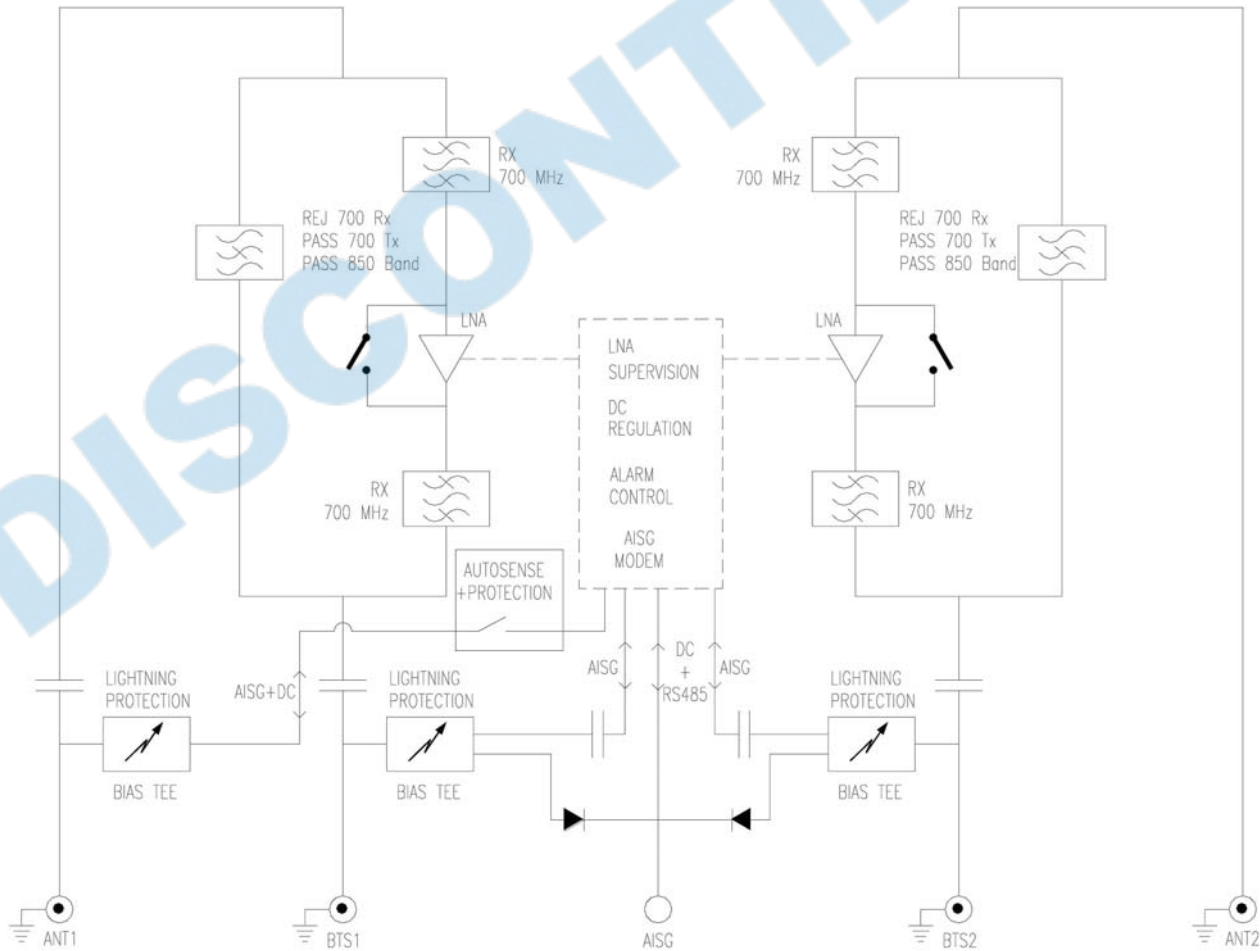 DISCONTIN
RX
700 MHz
RX
700 MHz
REJ 700 Rx
PASS 700 Tx
PASS 850 Band
REJ 700 Rx
PASS 700 Tx
PASS 850 Band
LNA
LNA
LNA
SUPERVISION
DC
REGULATION
ALARM
CONTROL
AISG
MODEM
RX
700 MHz
RX
700 MHz
AUTOSENSE
+PROTECTION
LIGHTNING
PROTECTION
AISG+DC
LIGHTNING
PROTECTION
AISG
DC
+
RS485
AISG
LIGHTNING
PROTECTION
BIAS TEE
BIAS TEE
BIAS TEE
ANT1
BTS1
AISG
BTS2
ANT2